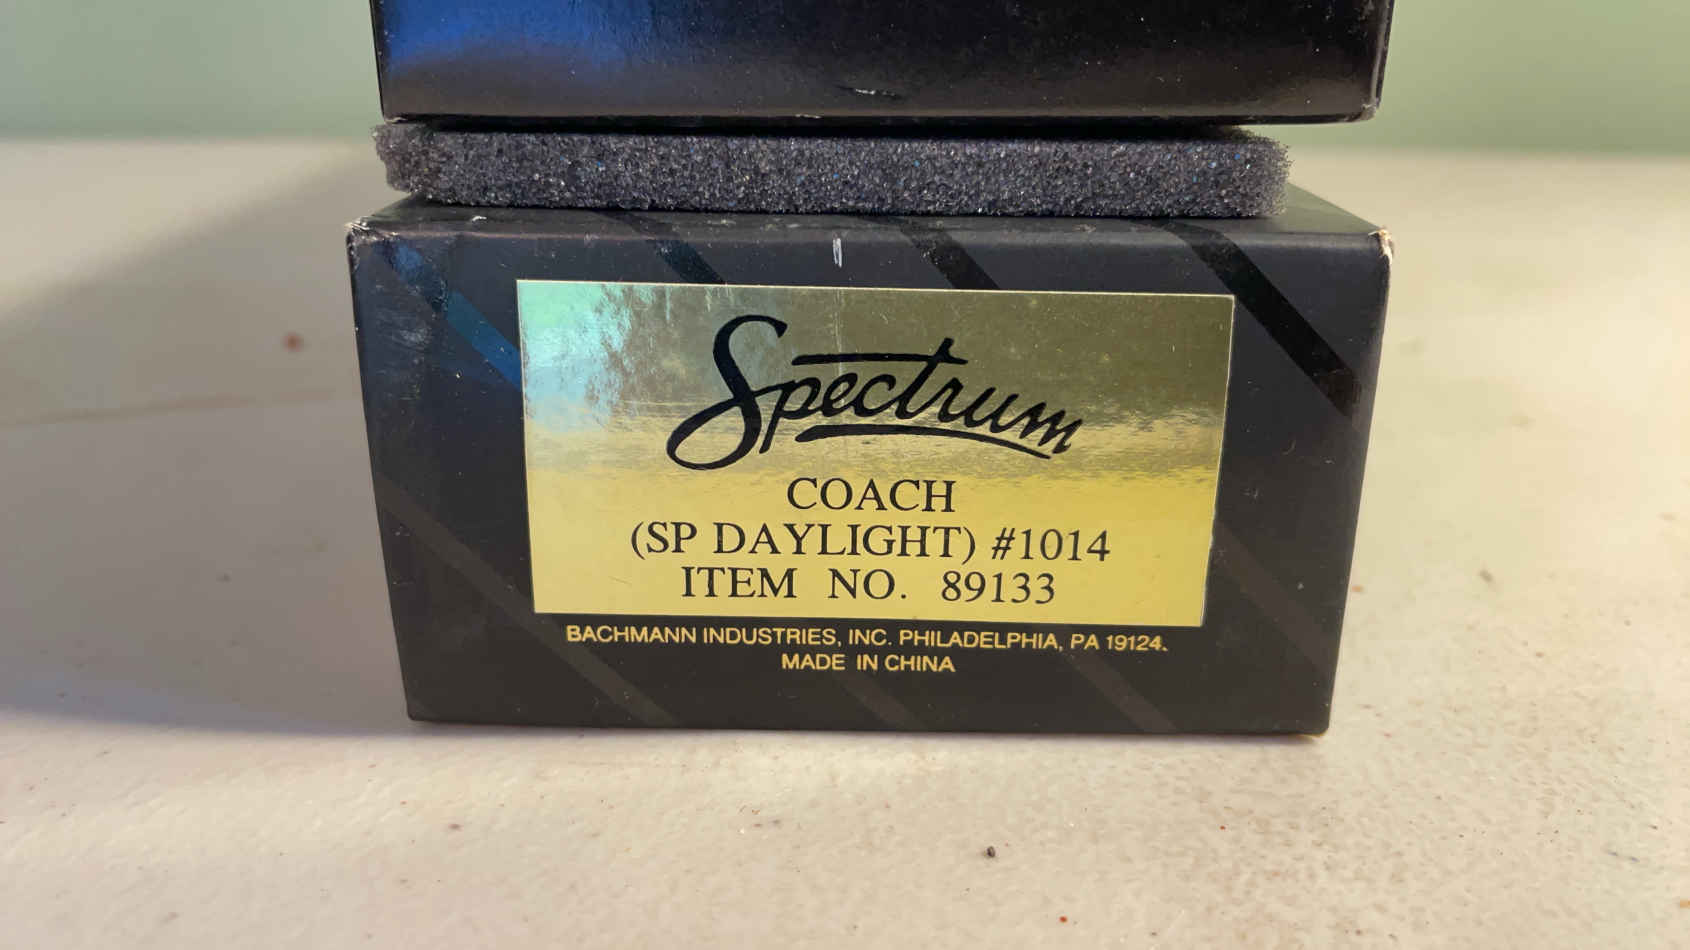 Spectrum
COACH
(SP DAYLIGHT) #1014
ITEM NO. 89133
BACHMANN INDUSTRIES, INC. PHILADELPHIA, PA 19124.
MADE IN CHINA